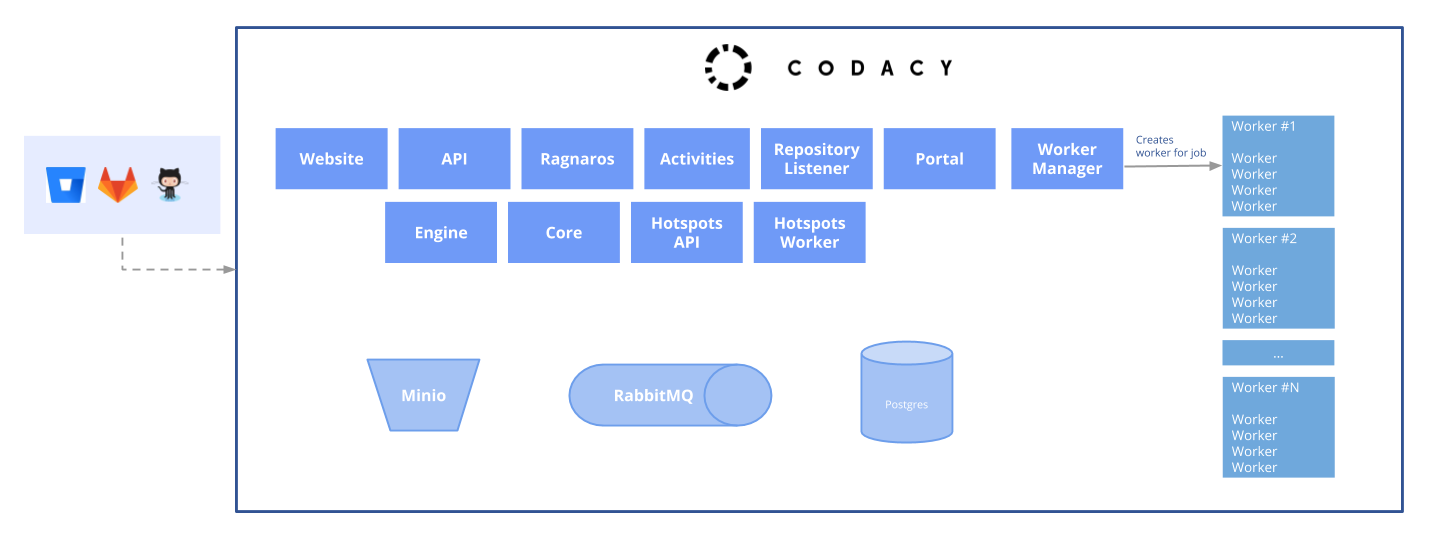 CODACY
Website
API
Ragnaros
Activities
Repository
Listener
Portal
Worker
Manager
Creates
worker for job
Engine
Core
Hotspots
API
Hotspots
Worker
Worker #1
Worker
Worker
Worker
Worker
Worker #2
Worker
Worker
Worker
Worker
...
Worker #N
Worker
Worker
Worker
Worker
Minio
RabbitMQ
Postgres